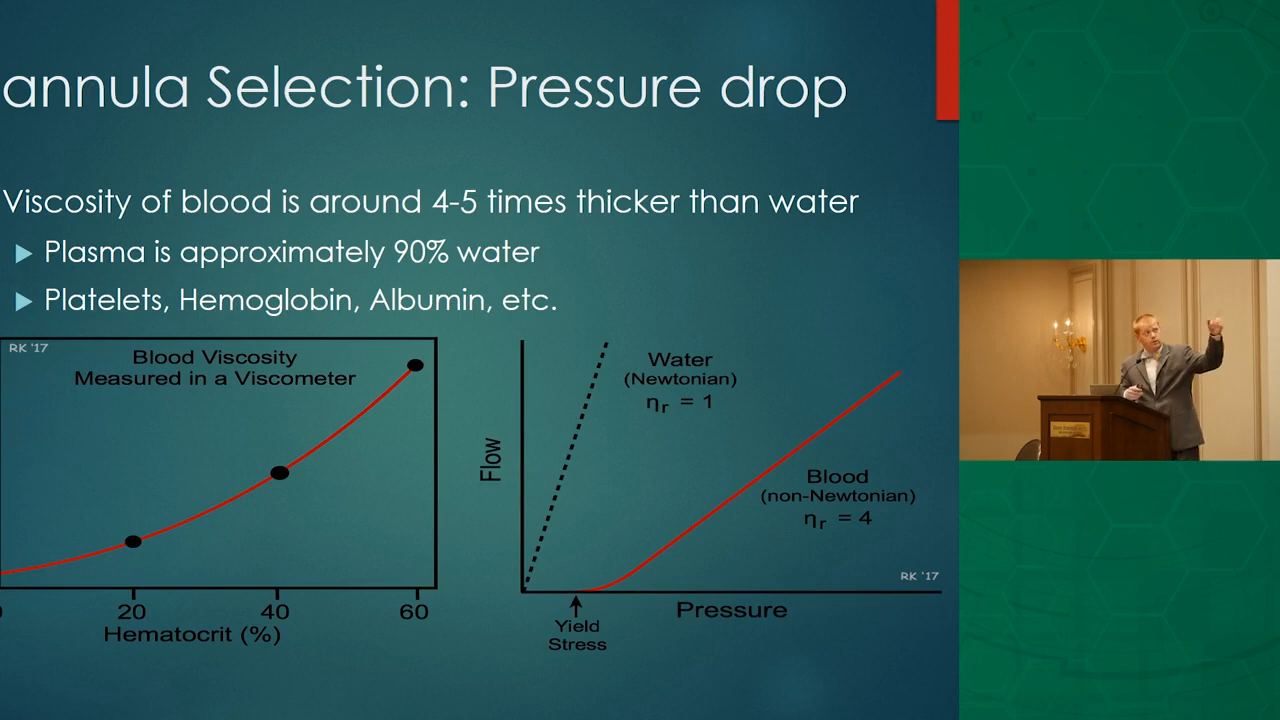 annula Selection: Pressure drop
Viscosity of blood is around 4-5 times thicker than water
Plasma is approximately 90% water
Platelets, Hemoglobin, Albumin, etc.
RK '17
Blood Viscosity
Measured in a Viscometer
20
40
60
Hematocrit (%)
Flow
Water
(Newtonian)
ηr = 1
Blood
(non-Newtonian)
ηr = 4
RK '17
Pressure
Yield
Stress